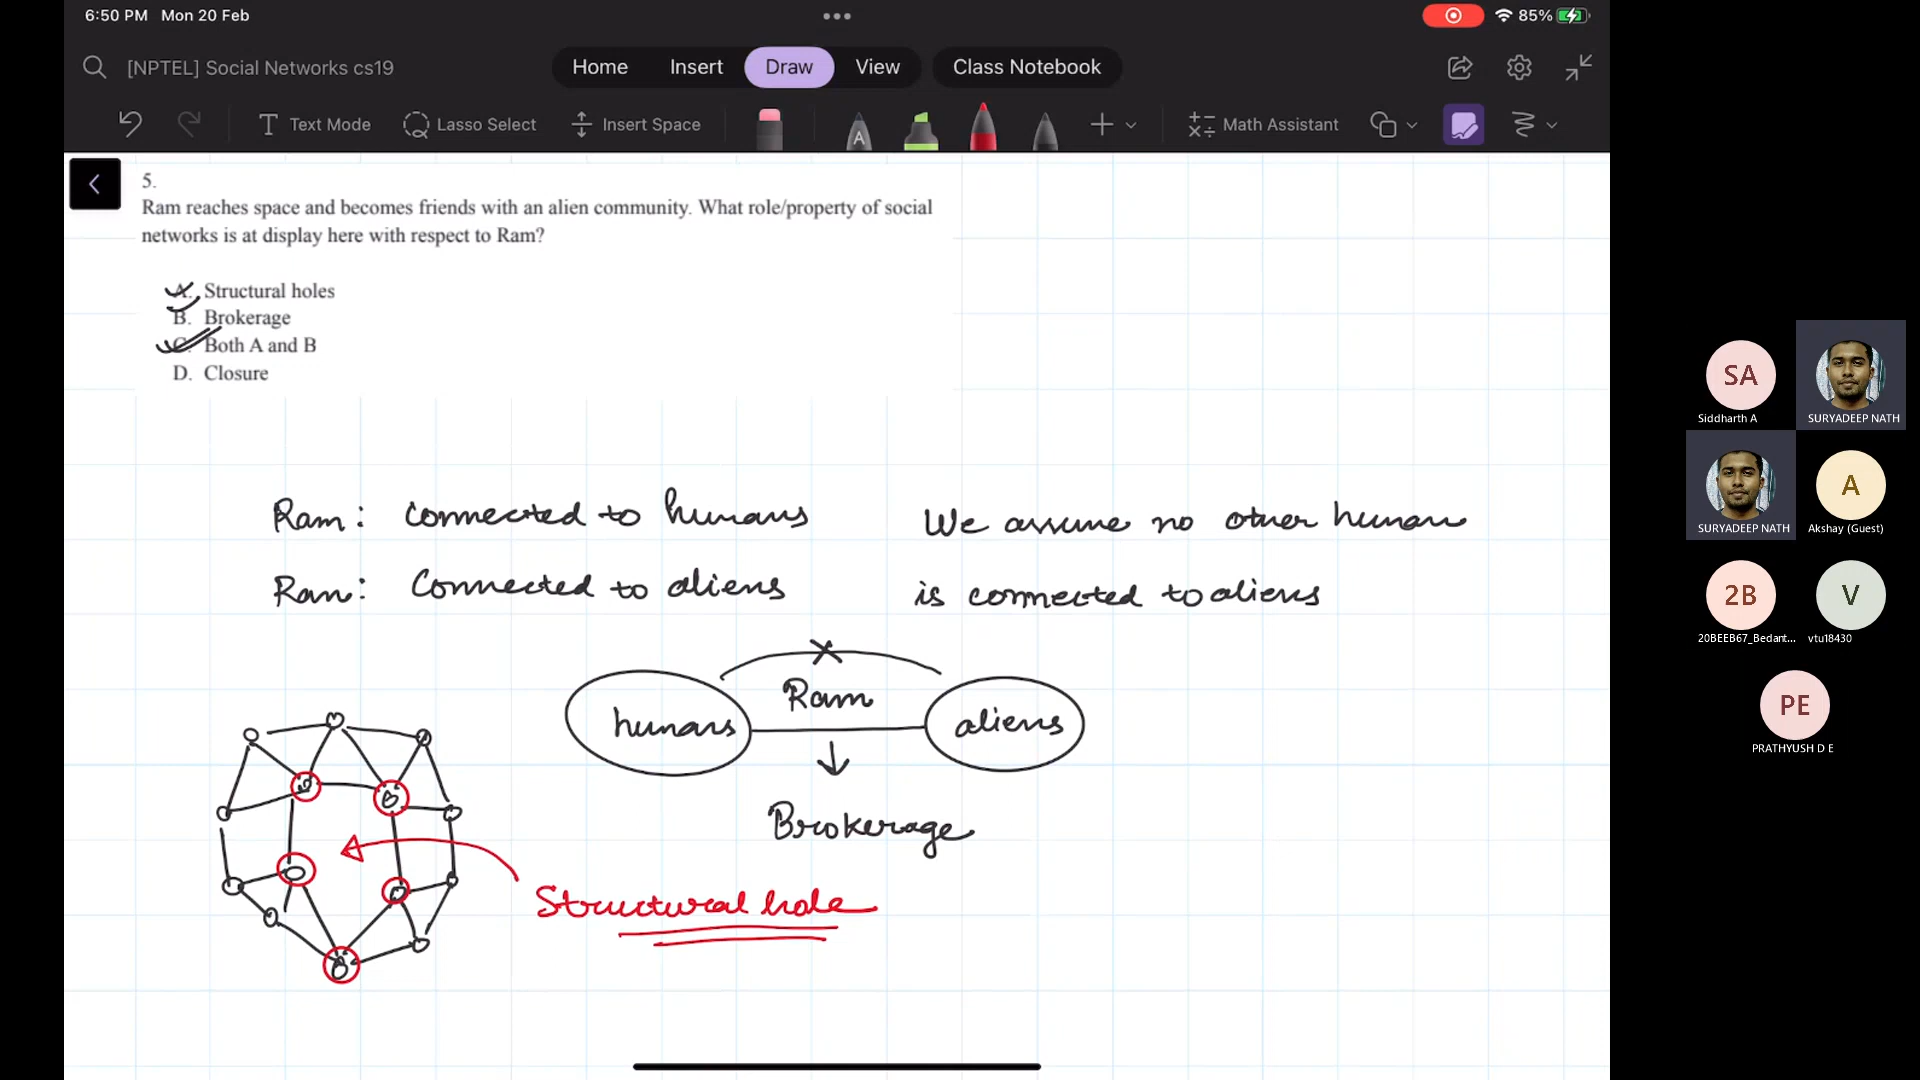 6:50 PM Mon 20 Feb
85%
[NPTEL] Social Networks cs19
Home Insert Draw View Class Notebook
Text Mode Lasso Select Insert Space A Math Assistant
5.
Ram reaches space and becomes friends with an alien community. What role/property of social
networks is at display here with respect to Ram?
A. Structural holes
B. Brokerage
C. Both A and B
D. Closure
Ram: connected to humans
We assume no other human
Ram: Connected to aliens
is connected to aliens
humans Ram aliens
Brokerage
Structural hole
SA
Siddharth A
SURYADEEP NATH
SURYADEEP NATH
A
Akshay (Guest)
2B
20BEEB67_Bedant...
V
vtu18430
PE
PRATHYUSH D E